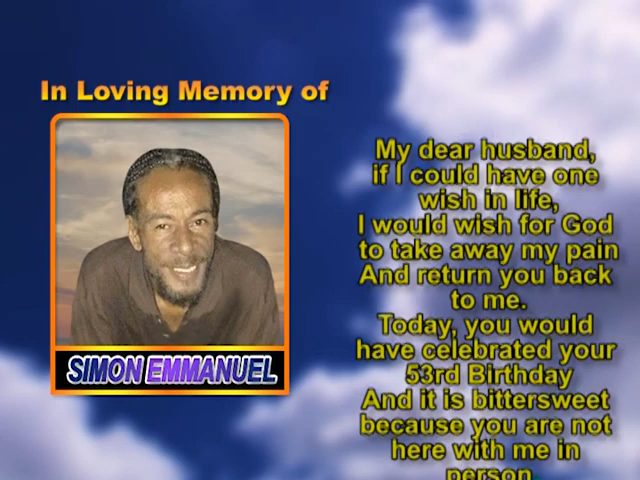 In Loving Memory of
SIMON EMMANUEL
My dear husband,
if I could have one
wish in life,
I would wish for God
to take away my pain
And return you back
to me.
Today, you would
have celebrated your
53rd Birthday
And it is bittersweet
because you are not
here with me in
person